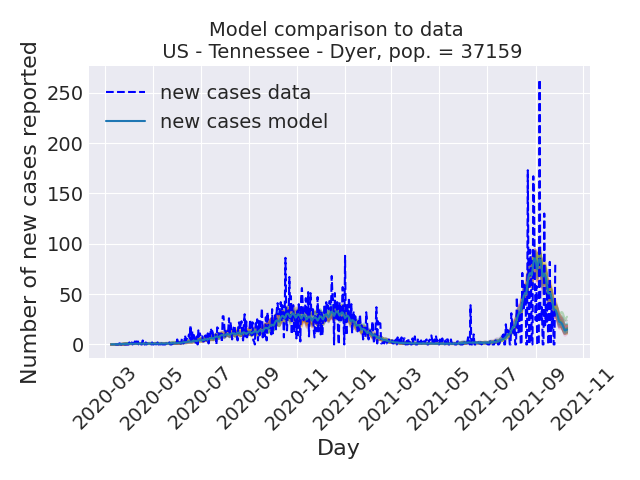 Model comparison to data
US - Tennessee - Dyer, pop. = 37159
Number of new cases reported
250
200
150
100
50
0
new cases data
new cases model
2020-03
2020-05
2020-07
2020-09
2020-11
2021-01
2021-03
2021-05
2021-07
2021-09
2021-11
Day